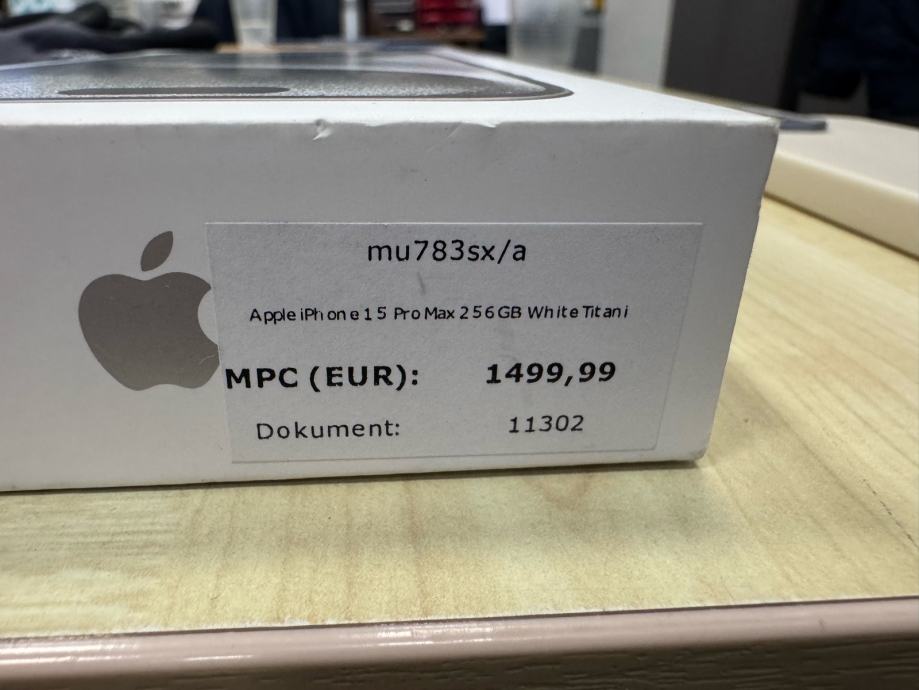 mu783sx/a
Apple iPhone 15 Pro Max 256GB White Titani
MPC (EUR): 1499,99
Dokument: 11302